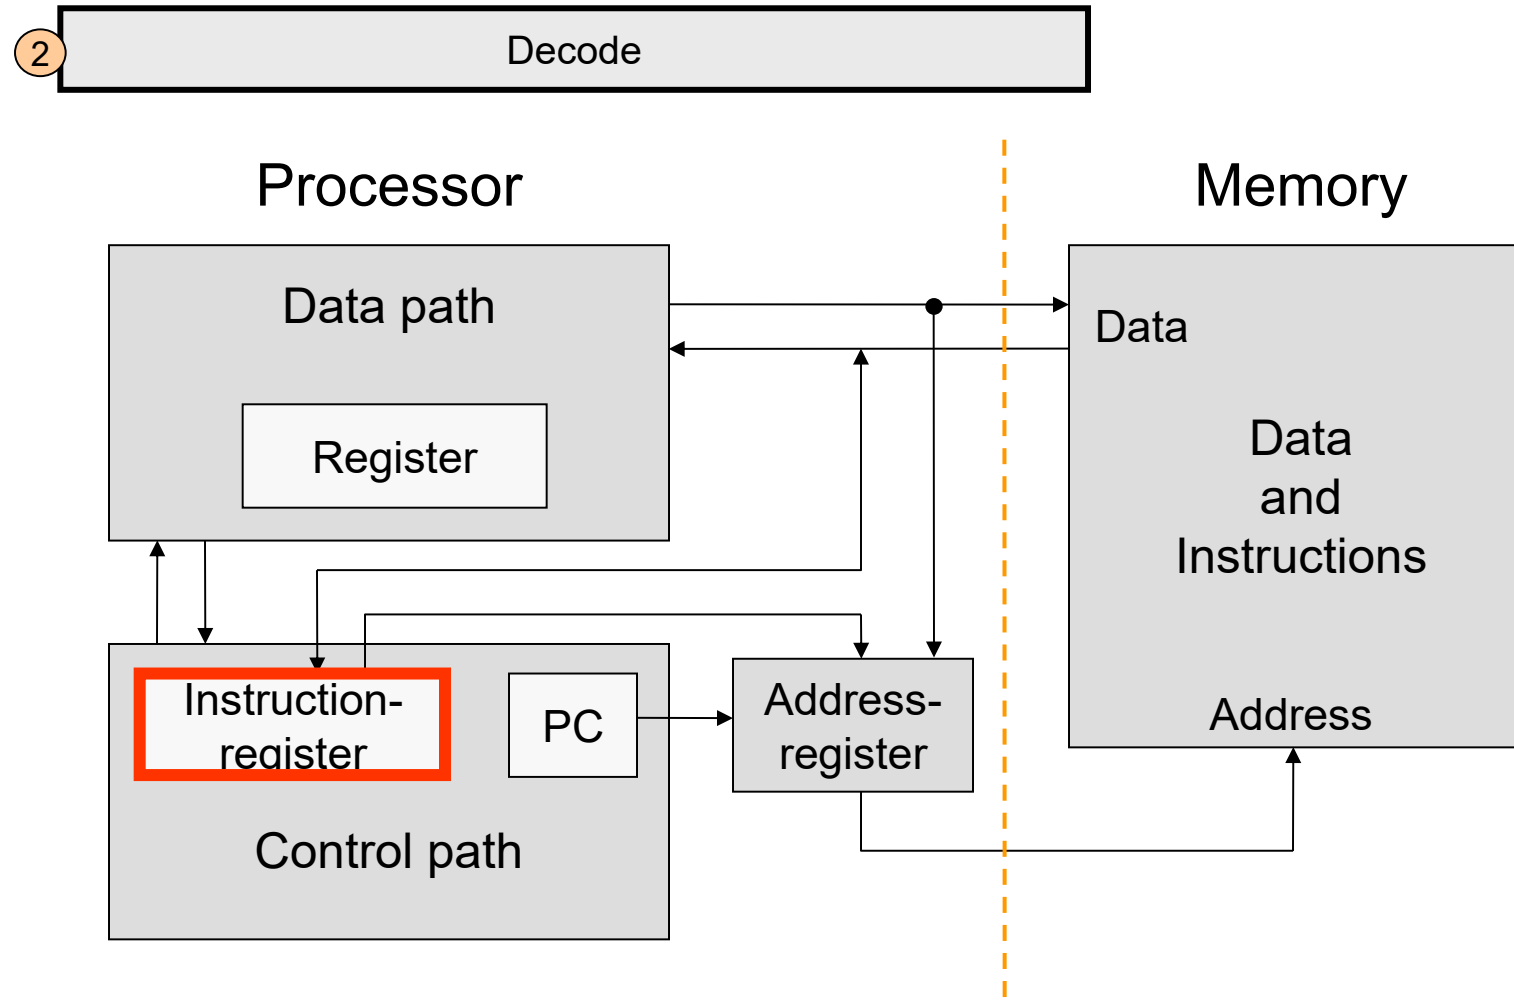 2
Decode
Processor
Memory
Data path
Data
Register
Data
and
Instructions
Instruction-
register
PC
Address-
register
Address
Control path